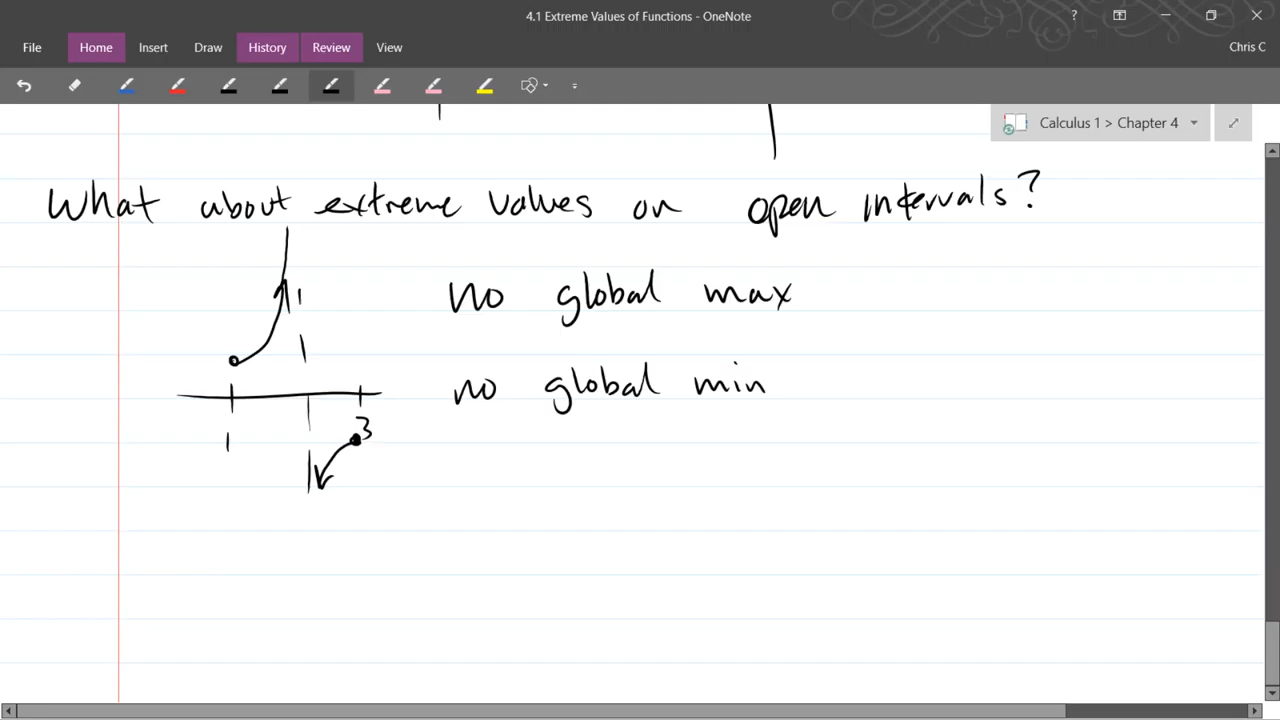 4.1 Extreme Values of Functions - OneNote
?
File Home Insert Draw History Review View
Chris C
Calculus 1 > Chapter 4
What about extreme values on open intervals?
no global max
no global min
3
1